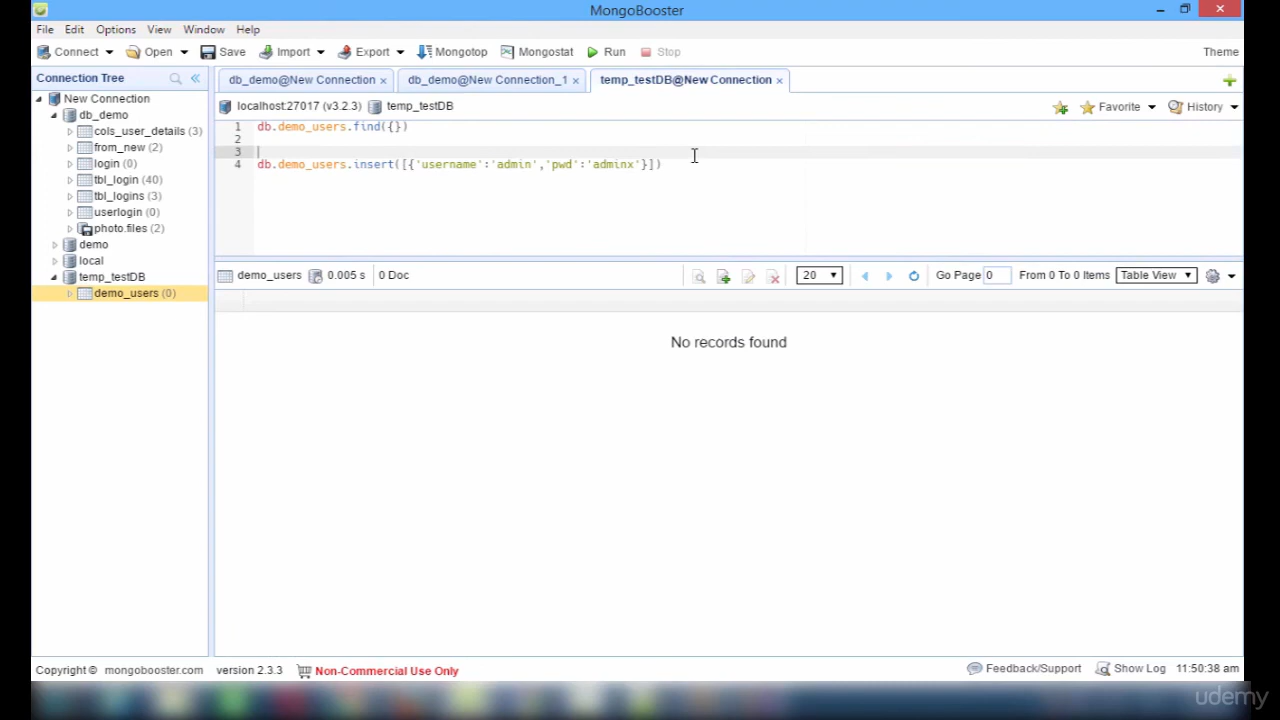 MongoBooster
File Edit Options View Window Help
Connect Open Save Import Export Mongotop Mongostat Run Stop Theme
Connection Tree
db_demo@New Connection × db_demo@New Connection_1 × temp_testDB@New Connection ×
New Connection
db_demo
cols_user_details (3)
from_new (2)
login (0)
tbl_login (40)
tbl_logins (3)
userlogin (0)
photo.files (2)
demo
local
temp_testDB
demo_users (0)
localhost:27017 (v3.2.3) temp_testDB Favorite History
1 db.demo_users.find({})
2
3
4 db.demo_users.insert([{'username':'admin','pwd':'adminx'}])
demo_users 0.005 s 0 Doc 20 Go Page 0 From 0 To 0 Items Table View
No records found
Copyright © mongobooster.com version 2.3.3 Non-Commercial Use Only Feedback/Support Show Log 11:50:38 am
udemy